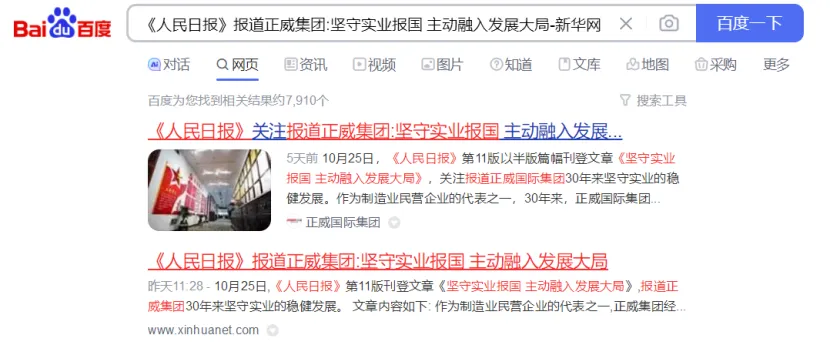 Bai du 百度
《人民日报》报道正威集团:坚守实业报国 主动融入发展大局-新华网
百度一下
Ai 对话 网页 资讯 视频 图片 知道 文库 地图 采购 更多
百度为您找到相关结果约7,910个 搜索工具
《人民日报》关注报道正威集团:坚守实业报国 主动融入发展...
5天前 10月25日，《人民日报》第11版以半版篇幅刊登文章《坚守实业
报国 主动融入发展大局》，关注报道正威国际集团30年来坚守实业的稳
健发展。作为制造业民营企业的代表之一，30年来，正威国际集团...
正威国际集团
《人民日报》报道正威集团:坚守实业报国 主动融入发展大局
昨天11:28 - 10月25日,《人民日报》第11版刊登文章《坚守实业报国 主动融入发展大局》,报道正
威集团30年来坚守实业的稳健发展。 文章内容如下: 作为制造业民营企业的代表之一,正威集团经...
www.xinhuanet.com